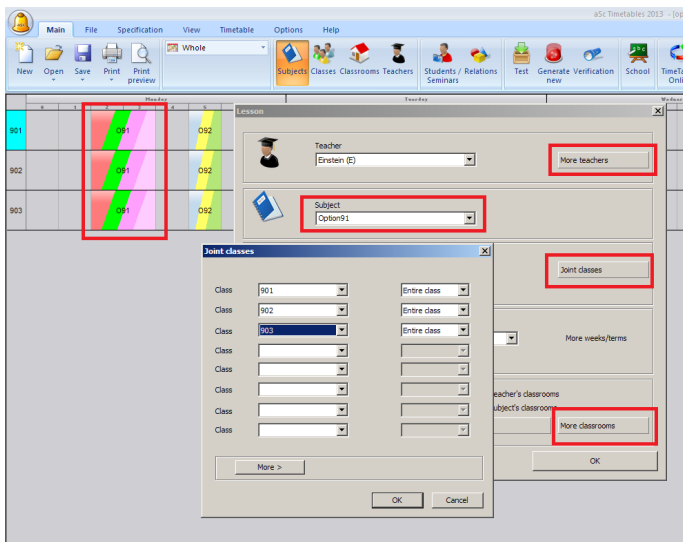 aSc Timetables 2013 - [op
Main File Specification View Timetable Options Help
Whole
New Open Save Print Print preview Subjects Classes Classrooms Teachers Students / Seminars Relations Test Generate new Verification School TimeTa Onli
Monday Tuesday Wednes
901 O91 O92
902 O91 O92
903 O91 O92
Lesson
Teacher
Einstein (E) More teachers
Subject
Option91
Joint classes
More weeks/terms
eacher's classrooms
ubject's classrooms
More classrooms
OK
Joint classes
Class 901 Entire class
Class 902 Entire class
Class 903 Entire class
Class
Class
Class
Class
Class
More >
OK Cancel